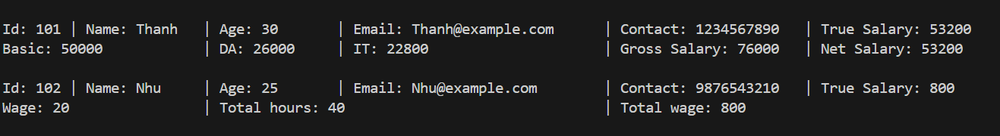 Id: 101 | Name: Thanh | Age: 30 | Email: Thanh@example.com | Contact: 1234567890 | True Salary: 53200
Basic: 50000 | DA: 26000 | IT: 22800 | Gross Salary: 76000 | Net Salary: 53200
Id: 102 | Name: Nhu | Age: 25 | Email: Nhu@example.com | Contact: 9876543210 | True Salary: 800
Wage: 20 | Total hours: 40 | Total wage: 800